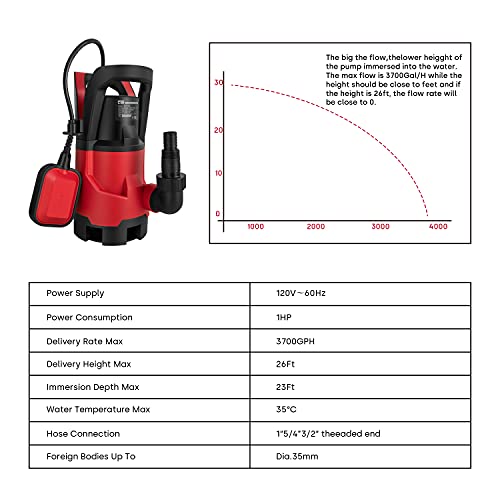 The big the flow,thelower heigght of
the pump immersed into the water.
The max flow is 3700Gal/H while the
height should be close to feet and if
the height is 26ft, the flow rate will
be close to 0.
30
20
10
0
1000 2000 3000 4000
Power Supply 120V~60Hz
Power Consumption 1HP
Delivery Rate Max 3700GPH
Delivery Height Max 26Ft
Immersion Depth Max 23Ft
Water Temperature Max 35°C
Hose Connection 1"5/4"3/2" theeaded end
Foreign Bodies Up To Dia.35mm